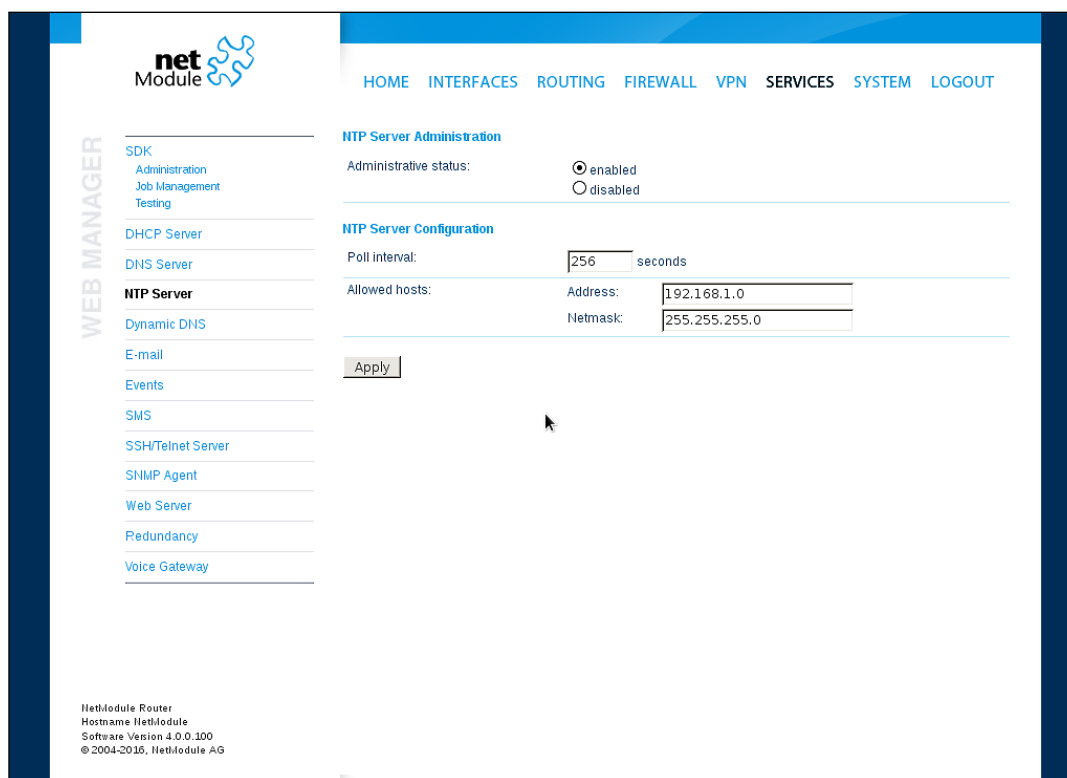 net
Module
HOME INTERFACES ROUTING FIREWALL VPN SERVICES SYSTEM LOGOUT
WEB MANAGER
SDK
Administration
Job Management
Testing
DHCP Server
DNS Server
NTP Server
Dynamic DNS
E-mail
Events
SMS
SSH/Telnet Server
SNMP Agent
Web Server
Redundancy
Voice Gateway
NTP Server Administration
Administrative status:
enabled
disabled
NTP Server Configuration
Poll interval: 256 seconds
Allowed hosts: Address: 192.168.1.0
Netmask: 255.255.255.0
Apply
NetModule Router
Hostname NetModule
Software Version 4.0.0.100
© 2004-2016, NetModule AG